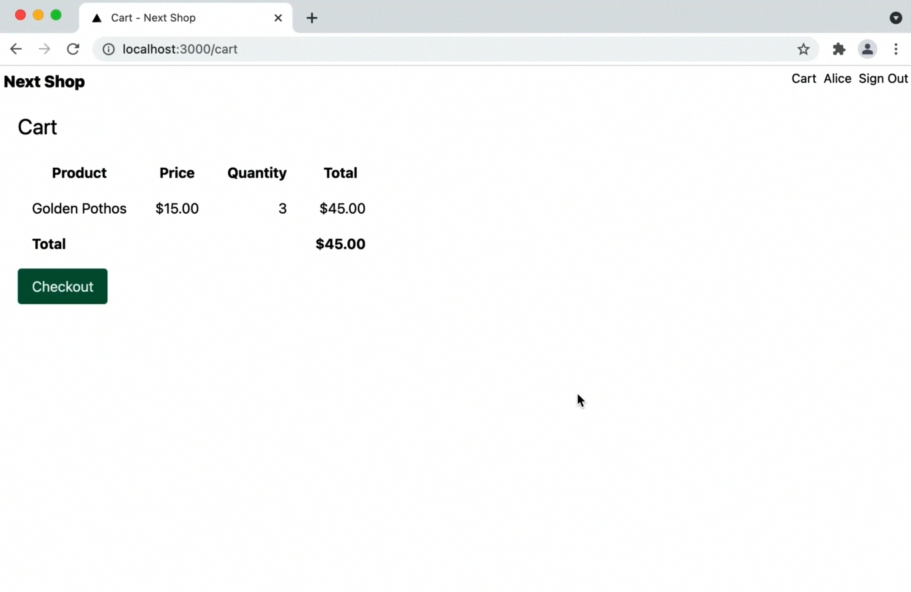 Cart - Next Shop
localhost:3000/cart
Next Shop
Cart Alice Sign Out
Cart
Product Price Quantity Total
Golden Pothos $15.00 3 $45.00
Total $45.00
Checkout